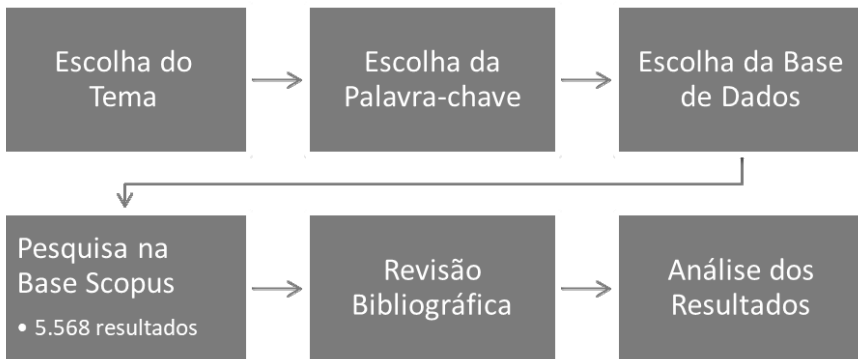 Escolha do
Tema
Escolha da
Palavra-chave
Escolha da Base
de Dados
Pesquisa na
Base Scopus
• 5.568 resultados
Revisão
Bibliográfica
Análise dos
Resultados